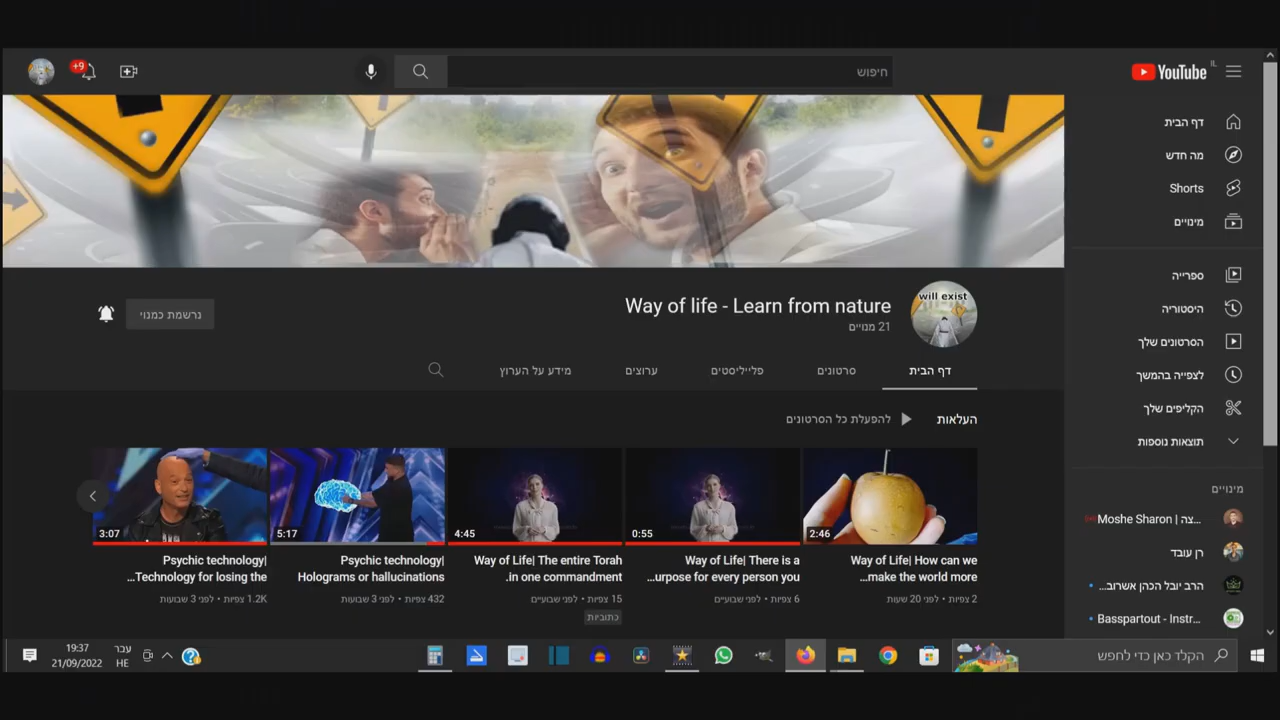 YouTube IL
חיפוש
+9
דף הבית
מה חדש
Shorts
מינויים
ספרייה
היסטוריה
הסרטונים שלך
לצפייה בהמשך
הקליפים שלך
תוצאות נוספות
מינויים
Moshe Sharon | צה...
רן עובד
הרב יובל הכהן אשרוב...
Basspartout - Instr...
will exist
Way of life - Learn from nature
21 מנויים
נרשמת כמנוי
דף הבית
סרטונים
פלייליסטים
ערוצים
מידע על הערוץ
העלאות
להפעלת כל הסרטונים
2:46
Way of Life| How can we
...make the world more
2 צפיות • לפני 20 שעות
0:55
Way of Life| There is a
...urpose for every person you
6 צפיות • לפני שבועיים
4:45
Way of Life| The entire Torah
.in one commandment
15 צפיות • לפני שבועיים
כתוביות
5:17
Psychic technology|
Holograms or hallucinations
432 צפיות • לפני 3 שבועות
3:07
Psychic technology|
...Technology for losing the
1.2K צפיות • לפני 3 שבועות
הקלד כאן כדי לחפש
עבר
HE
19:37
21/09/2022